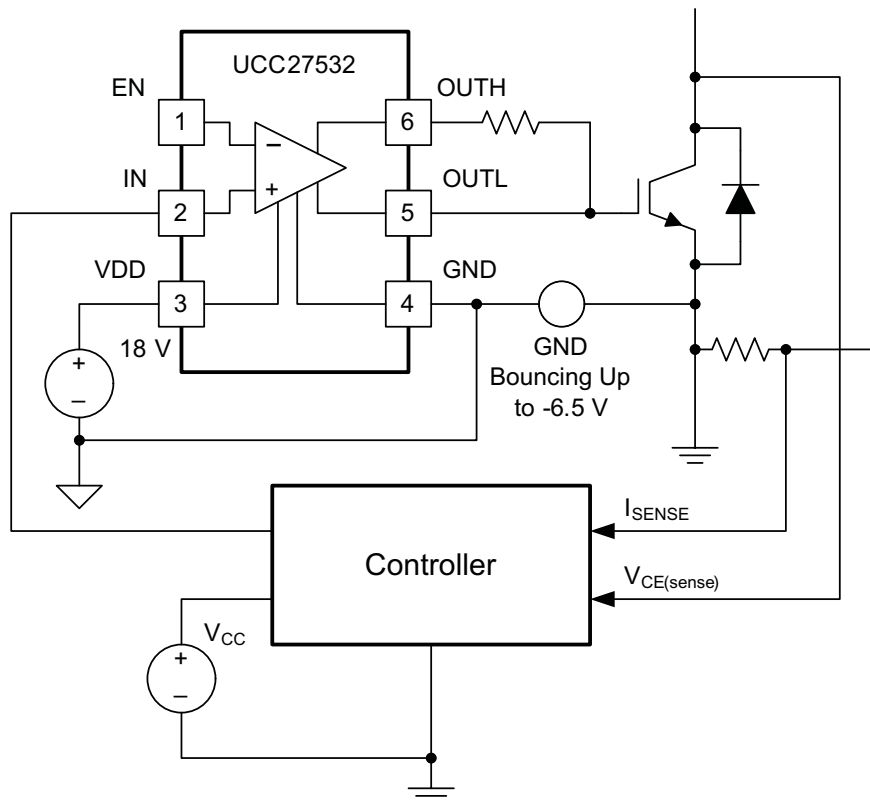 UCC27532
EN
OUTH
1
6
−
IN
+
OUTL
2
5
VDD
GND
3
4
18 V
+
−
GND
Bouncing Up
to -6.5 V
ISENSE
Controller
VCE(sense)
VCC
+
−